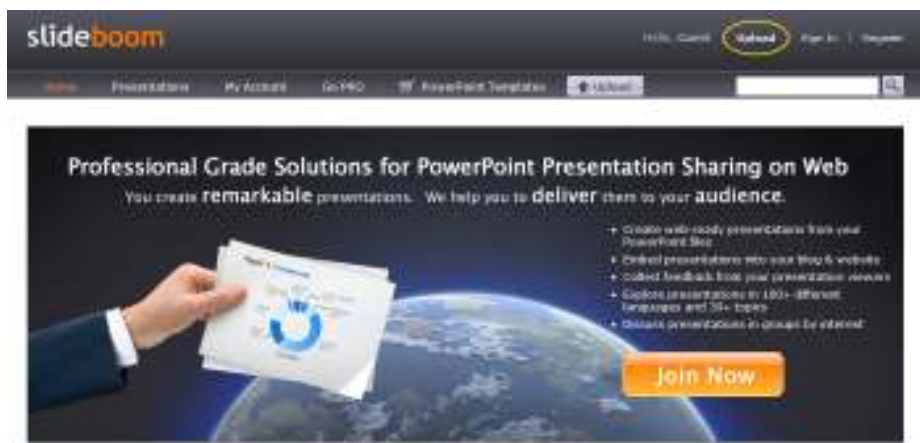 slideboom
Hello, Guest! Upload Sign In | Register
Home Presentations My Account Go PRO PowerPoint Templates Upload
Professional Grade Solutions for PowerPoint Presentation Sharing on Web
You create remarkable presentations. We help you to deliver them to your audience.
Create web-ready presentations from your
PowerPoint files
Embed presentations into your blog & website
Collect feedback from your presentation viewers
Explore presentations in 100+ different
languages and 30+ topics
Discuss presentations in groups by interest
Join Now